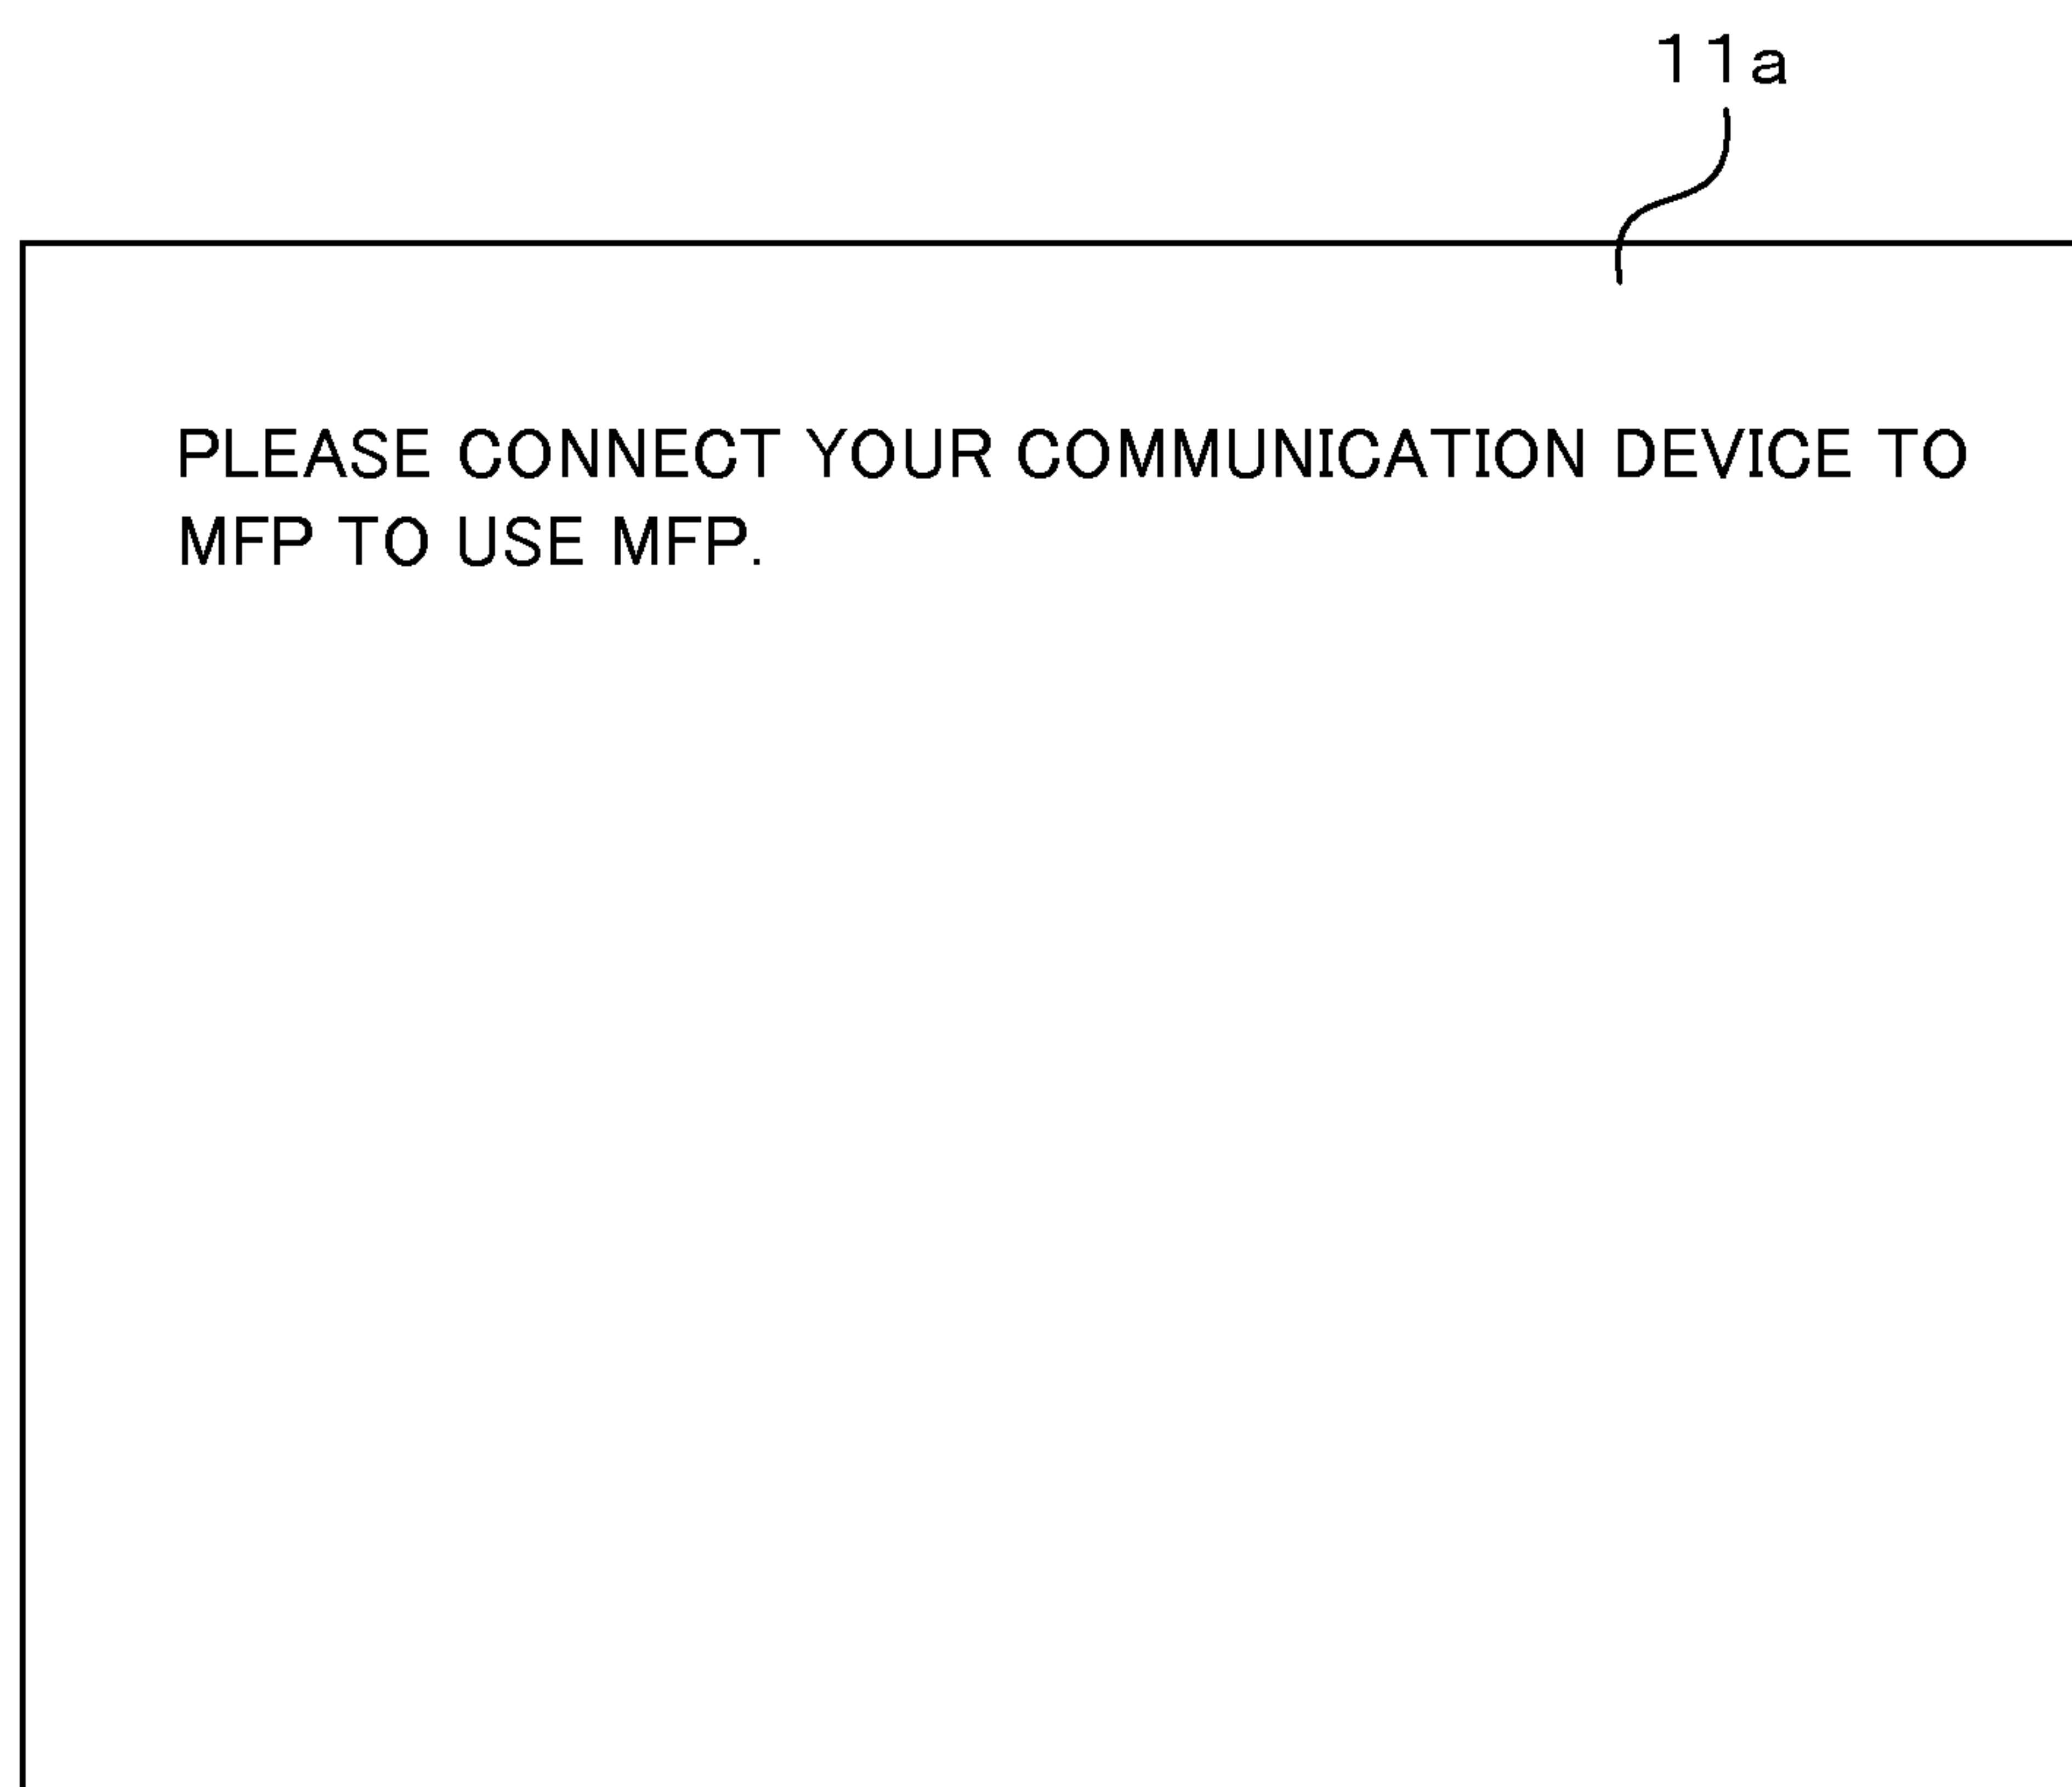 11a
PLEASE CONNECT YOUR COMMUNICATION DEVICE TO
MFP TO USE MFP.